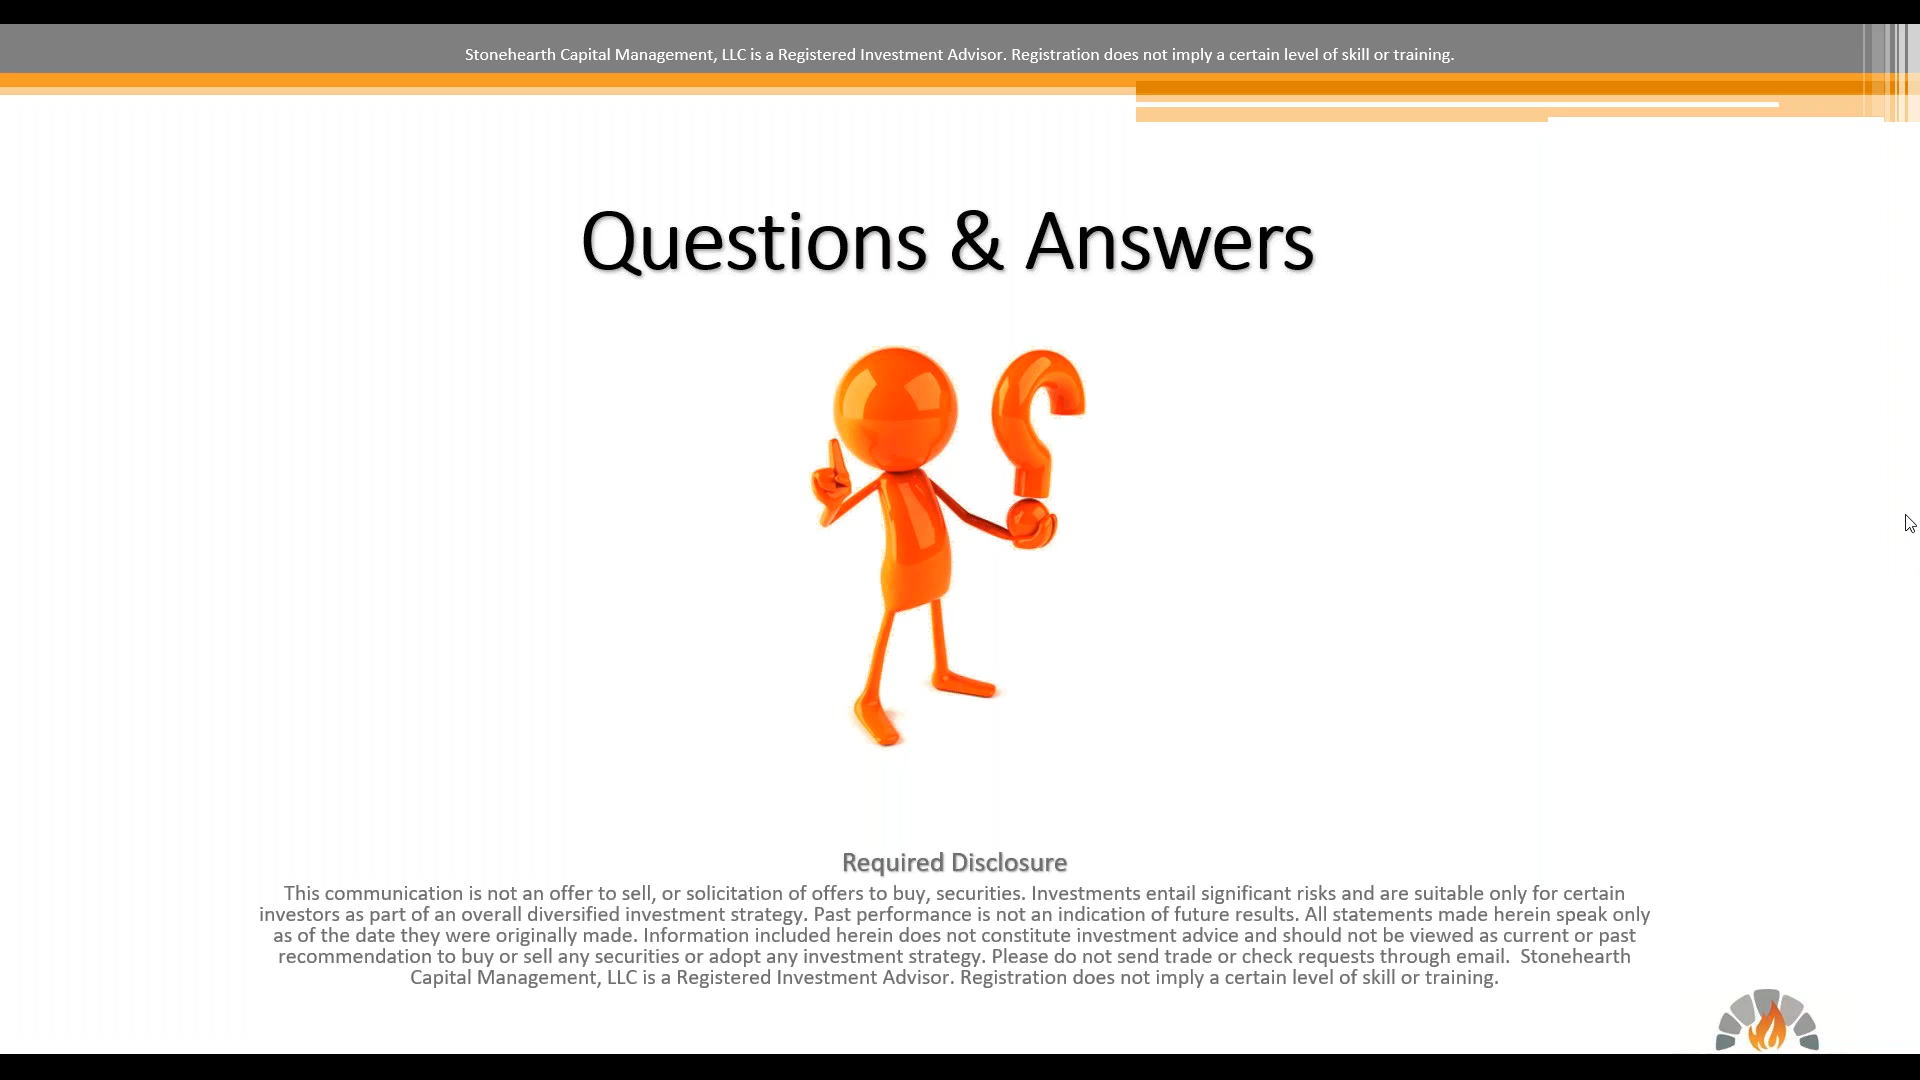 Stonehearth Capital Management, LLC is a Registered Investment Advisor. Registration does not imply a certain level of skill or training.
Questions & Answers
Required Disclosure
This communication is not an offer to sell, or solicitation of offers to buy, securities. Investments entail significant risks and are suitable only for certain
investors as part of an overall diversified investment strategy. Past performance is not an indication of future results. All statements made herein speak only
as of the date they were originally made. Information included herein does not constitute investment advice and should not be viewed as current or past
recommendation to buy or sell any securities or adopt any investment strategy. Please do not send trade or check requests through email.  Stonehearth
Capital Management, LLC is a Registered Investment Advisor. Registration does not imply a certain level of skill or training.